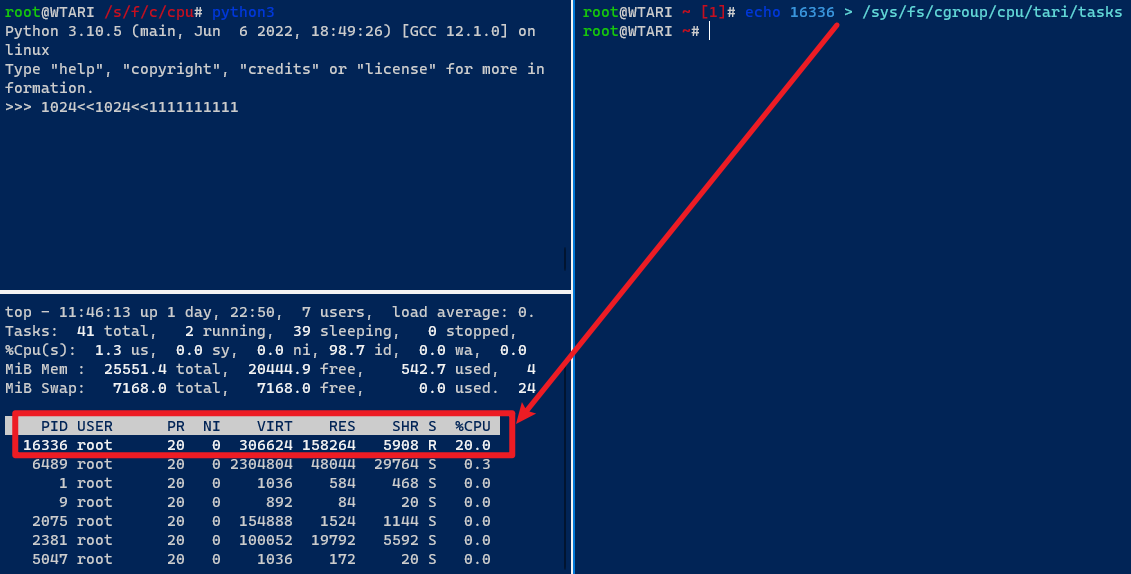 root@WTARI /s/f/c/cpu# python3
Python 3.10.5 (main, Jun  6 2022, 18:49:26) [GCC 12.1.0] on
linux
Type "help", "copyright", "credits" or "license" for more in
formation.
>>> 1024<<1024<<1111111111
top - 11:46:13 up 1 day, 22:50,  7 users,  load average: 0.
Tasks:  41 total,   2 running,  39 sleeping,   0 stopped,
%Cpu(s):  1.3 us,  0.0 sy,  0.0 ni, 98.7 id,  0.0 wa,  0.0
MiB Mem :  25551.4 total,  20444.9 free,    542.7 used,   4
MiB Swap:   7168.0 total,   7168.0 free,      0.0 used.  24
PID USER      PR  NI    VIRT    RES    SHR S  %CPU
16336 root      20   0  306624 158264   5908 R  20.0
6489 root      20   0 2304804  48044  29764 S   0.3
1 root      20   0    1036    584    468 S   0.0
9 root      20   0     892     84     20 S   0.0
2075 root      20   0  154888   1524   1144 S   0.0
2381 root      20   0  100052  19792   5592 S   0.0
5047 root      20   0    1036    172     20 S   0.0
root@WTARI ~ [1]# echo 16336 > /sys/fs/cgroup/cpu/tari/tasks
root@WTARI ~#